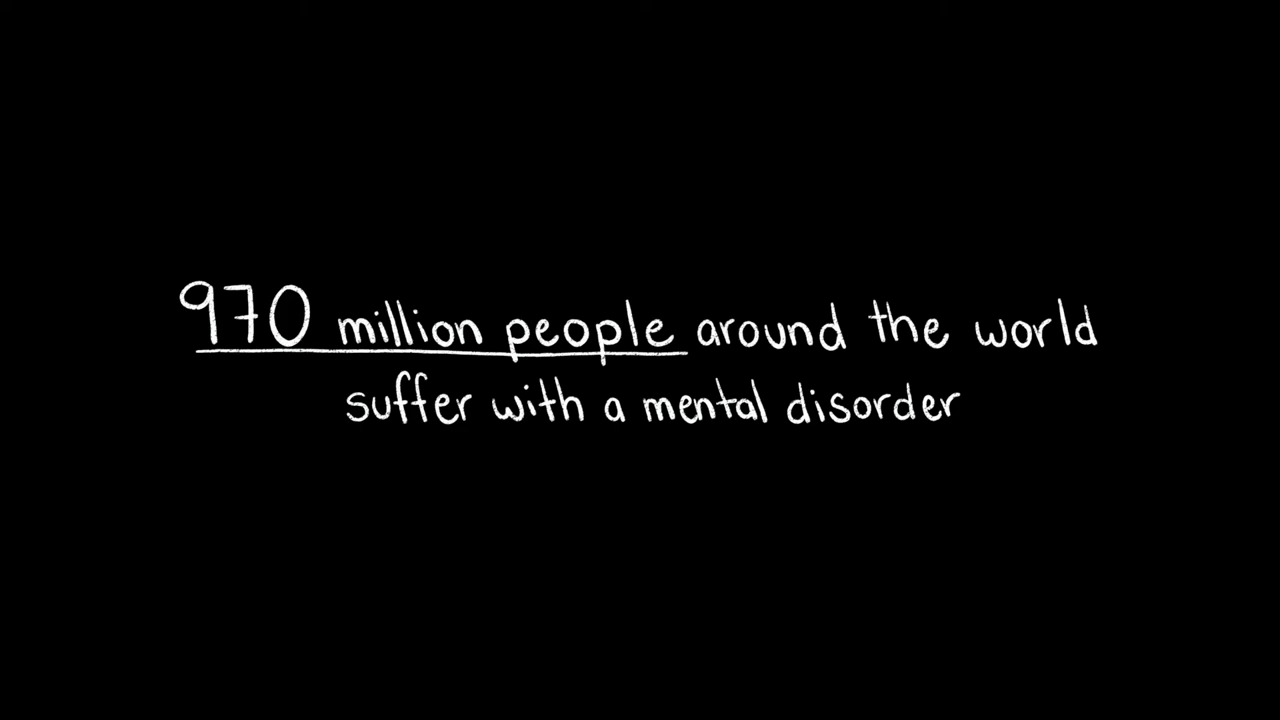 970 million people around the world
suffer with a mental disorder